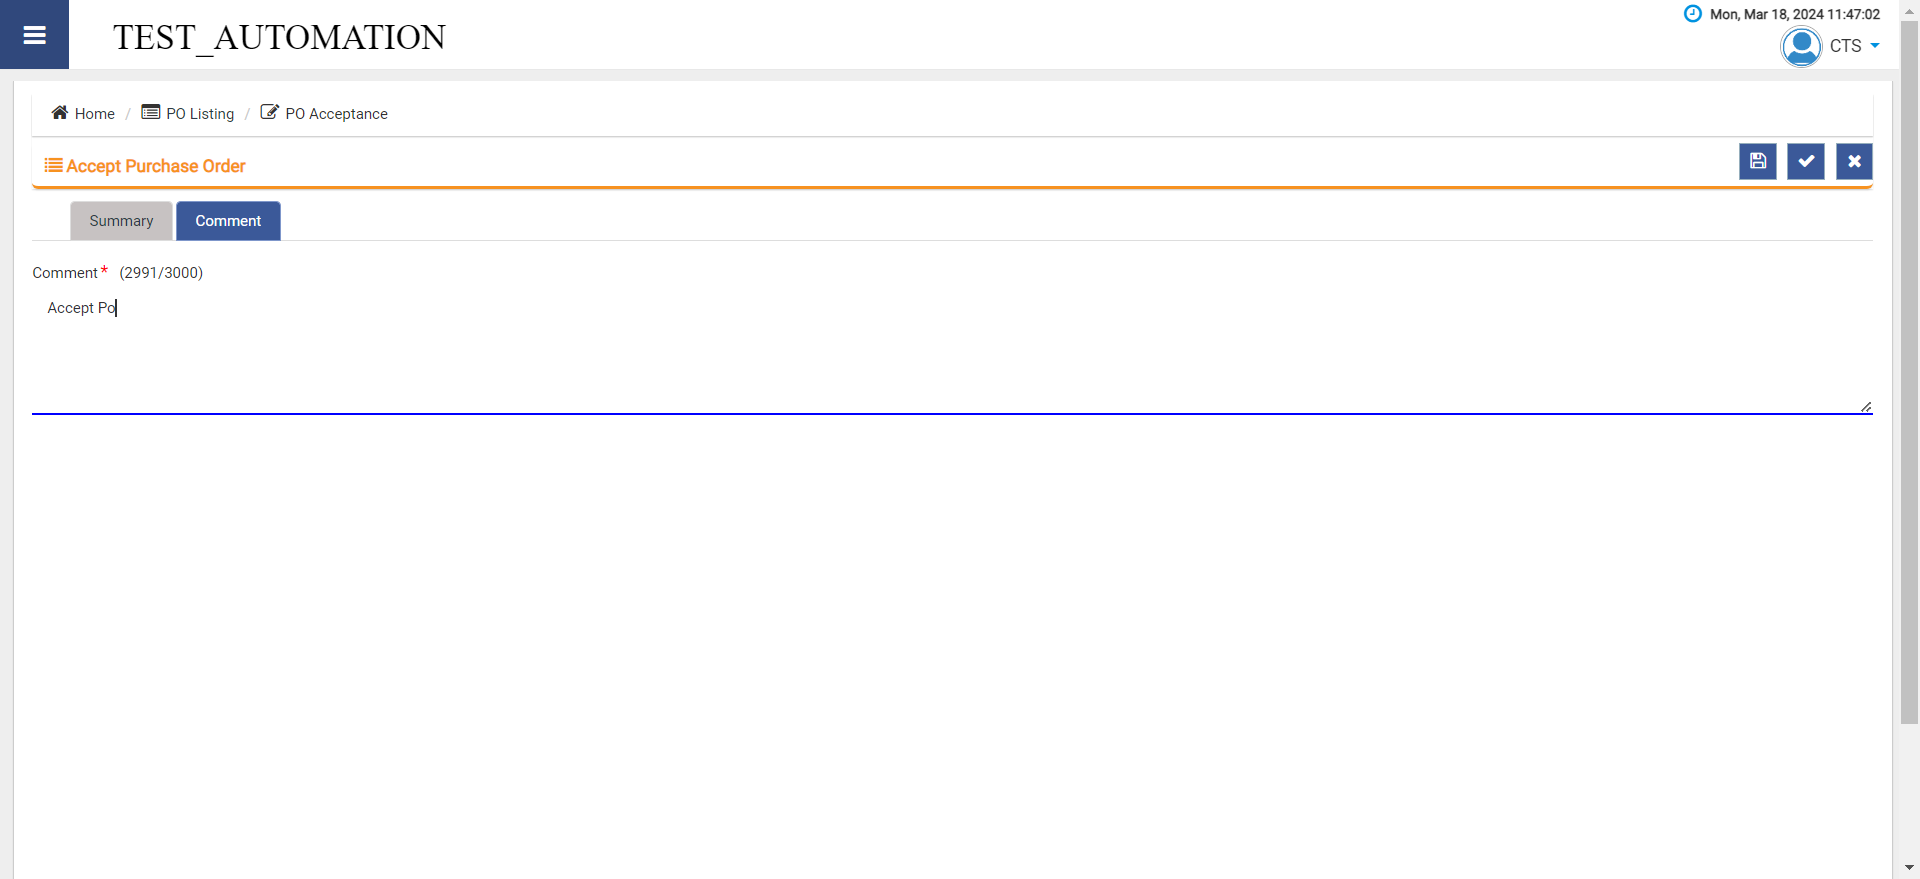 TEST_AUTOMATION
Mon, Mar 18, 2024 11:47:02
CTS
Home / PO Listing / PO Acceptance
Accept Purchase Order
Summary Comment
Comment* (2991/3000)
Accept Po